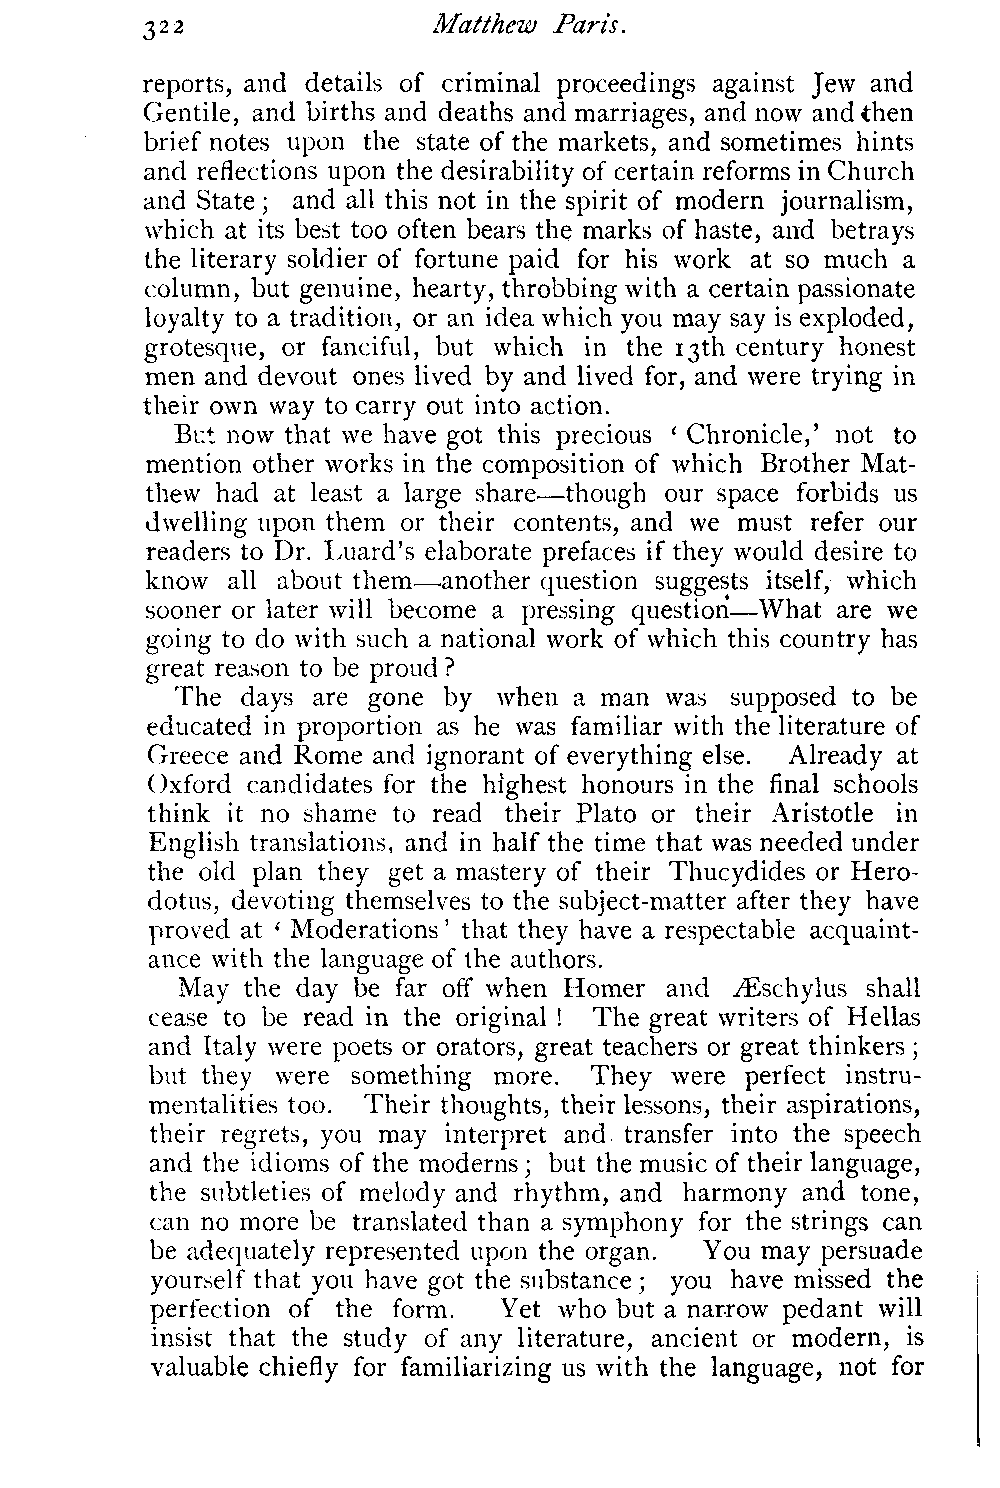 322 Matthew Paris.
reports, and details of criminal proceedings against Jew and
Gentile, and births and deaths and marriages, and now and then
brief notes upon the state of the markets, and sometimes hints
and reflections upon the desirability of certain reforms in Church
and State ; and all this not in the spirit of modern journalism,
which at its best too often bears the marks of haste, and betrays
the literary soldier of fortune paid for his work at so much a
column, but genuine, hearty, throbbing with a certain passionate
loyalty to a tradition, or an idea which you may say is exploded,
grotesque, or fanciful, but which in the 13th century honest
men and devout ones lived by and lived for, and were trying in
their own way to carry out into action.
But now that we have got this precious ‘ Chronicle,’ not to
mention other works in the composition of which Brother Mat-
thew had at least a large share—though our space forbids us
dwelling upon them or their contents, and we must refer our
readers to Dr. Luard's elaborate prefaces if they would desire to
know all about them—another question suggests itself, which
sooner or later will become a pressing question—What are we
going to do with such a national work of which this country has
great reason to be proud ?
The days are gone by when a man was supposed to be
educated in proportion as he was familiar with the literature of
Greece and Rome and ignorant of everything else. Already at
Oxford candidates for the highest honours in the final schools
think it no shame to read their Plato or their Aristotle in
English translations, and in half the time that was needed under
the old plan they get a mastery of their Thucydides or Hero-
dotus, devoting themselves to the subject-matter after they have
proved at ‘ Moderations ’ that they have a respectable acquaint-
ance with the language of the authors.
May the day be far off when Homer and Æschylus shall
cease to be read in the original ! The great writers of Hellas
and Italy were poets or orators, great teachers or great thinkers ;
but they were something more. They were perfect instru-
mentalities too. Their thoughts, their lessons, their aspirations,
their regrets, you may interpret and transfer into the speech
and the idioms of the moderns ; but the music of their language,
the subtleties of melody and rhythm, and harmony and tone,
can no more be translated than a symphony for the strings can
be adequately represented upon the organ. You may persuade
yourself that you have got the substance ; you have missed the
perfection of the form. Yet who but a narrow pedant will
insist that the study of any literature, ancient or modern, is
valuable chiefly for familiarizing us with the language, not for